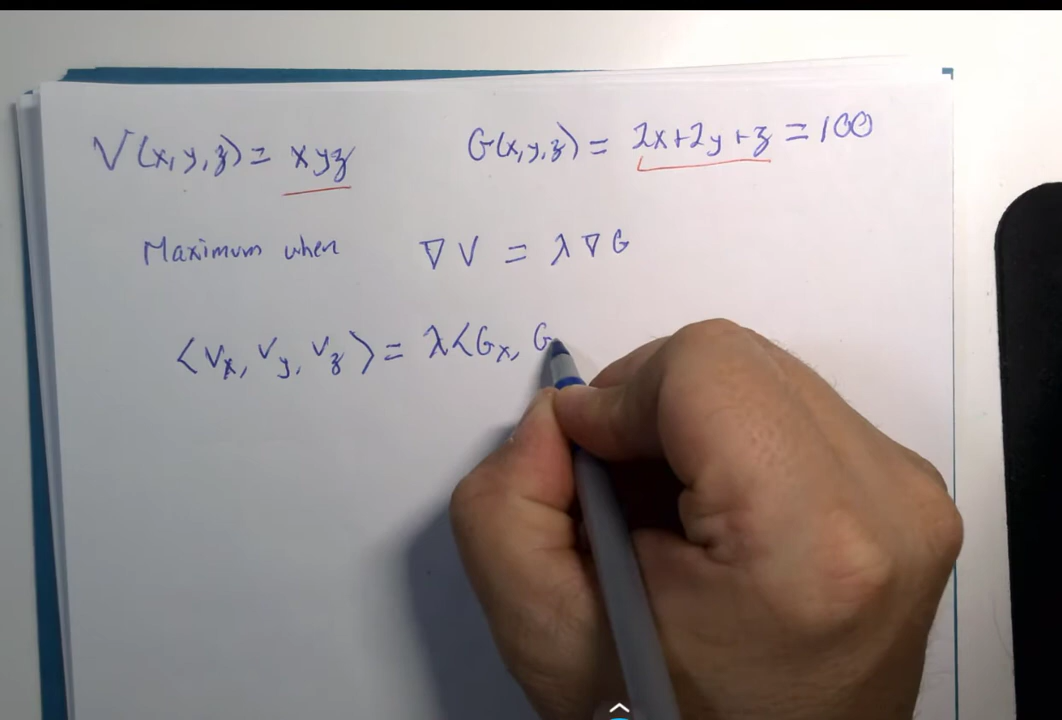 V(x,y,z) = xyz G(x,y,z) = 2x+2y+z = 100
Maximum when ∇V = λ∇G
<Vx, Vy, Vz> = λ<Gx, G